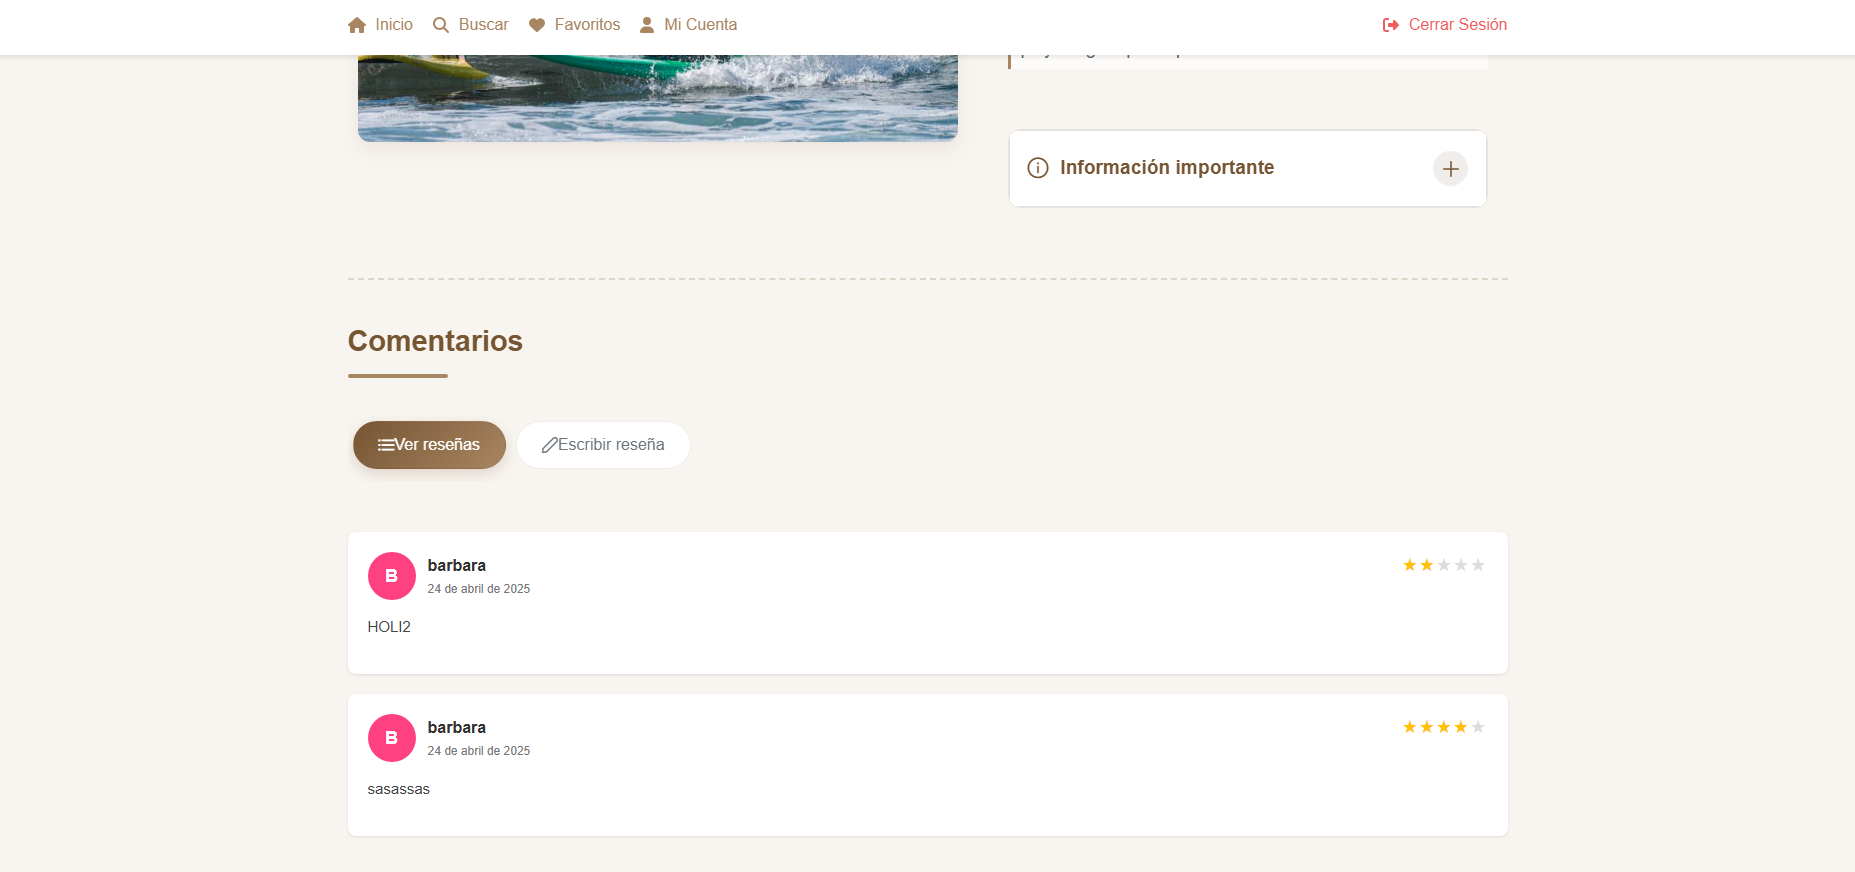 Inicio Buscar Favoritos Mi Cuenta Cerrar Sesión
Información importante
Comentarios
Ver reseñas Escribir reseña
B barbara
24 de abril de 2025
HOLI2
B barbara
24 de abril de 2025
sasassas